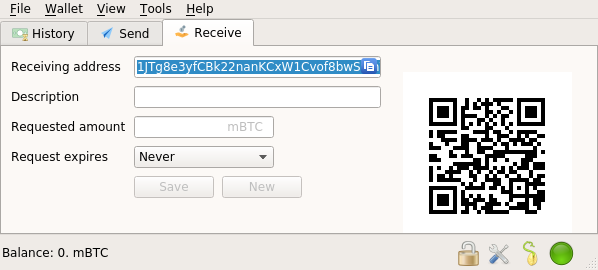 File Wallet View Tools Help
History Send Receive
Receiving address 1JTg8e3yfCBk22nanKCxW1Cvof8bwS
Description
Requested amount mBTC
Request expires Never
Save New
Balance: 0. mBTC